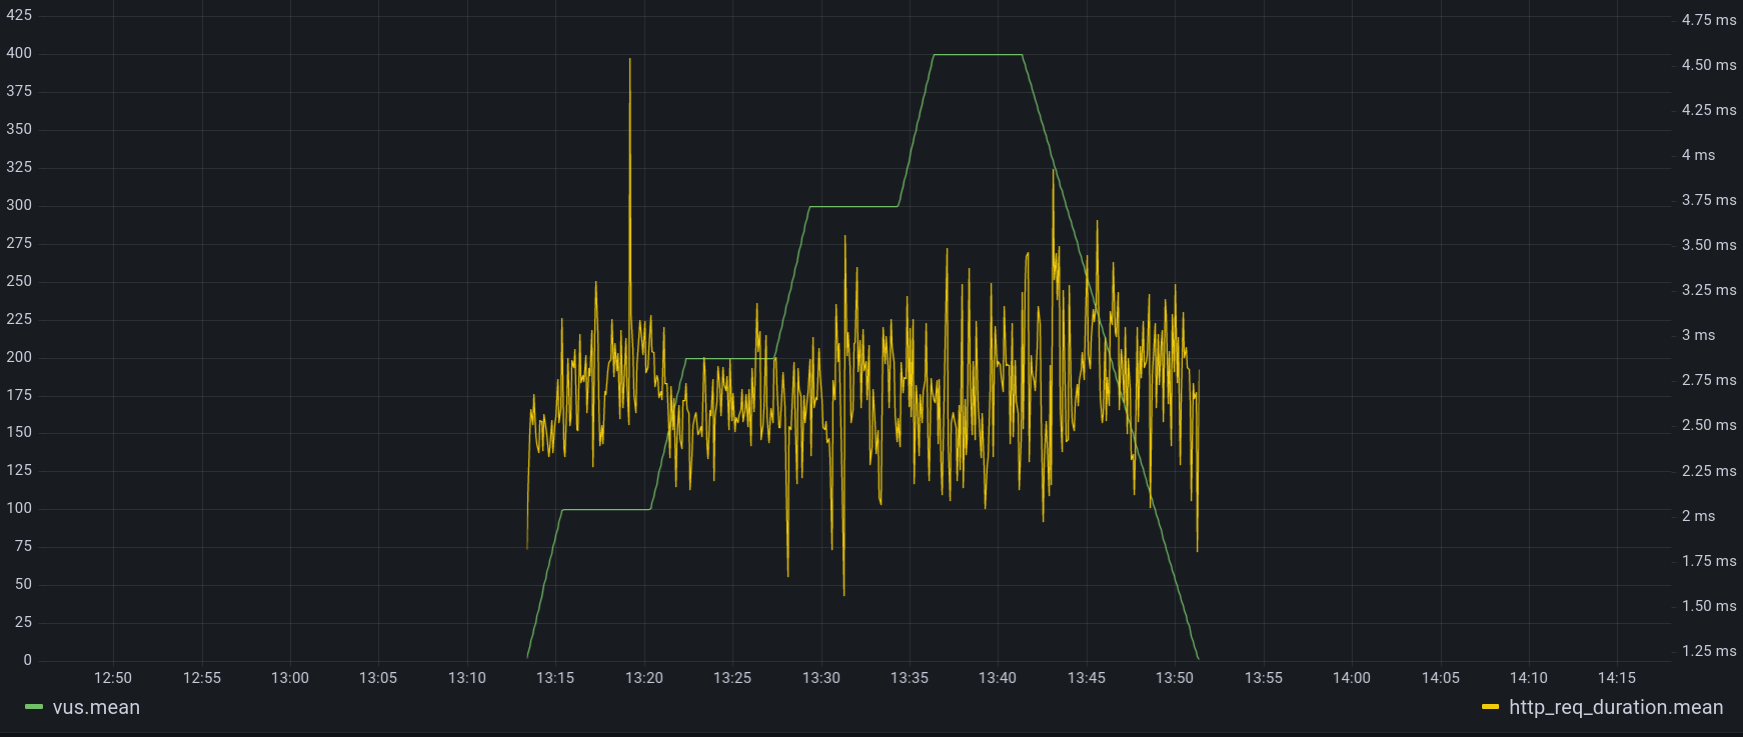 425
400
375
350
325
300
275
250
225
200
175
150
125
100
75
50
25
0
4.75 ms
4.50 ms
4.25 ms
4 ms
3.75 ms
3.50 ms
3.25 ms
3 ms
2.75 ms
2.50 ms
2.25 ms
2 ms
1.75 ms
1.50 ms
1.25 ms
12:50 12:55 13:00 13:05 13:10 13:15 13:20 13:25 13:30 13:35 13:40 13:45 13:50 13:55 14:00 14:05 14:10 14:15
vus.mean http_req_duration.mean